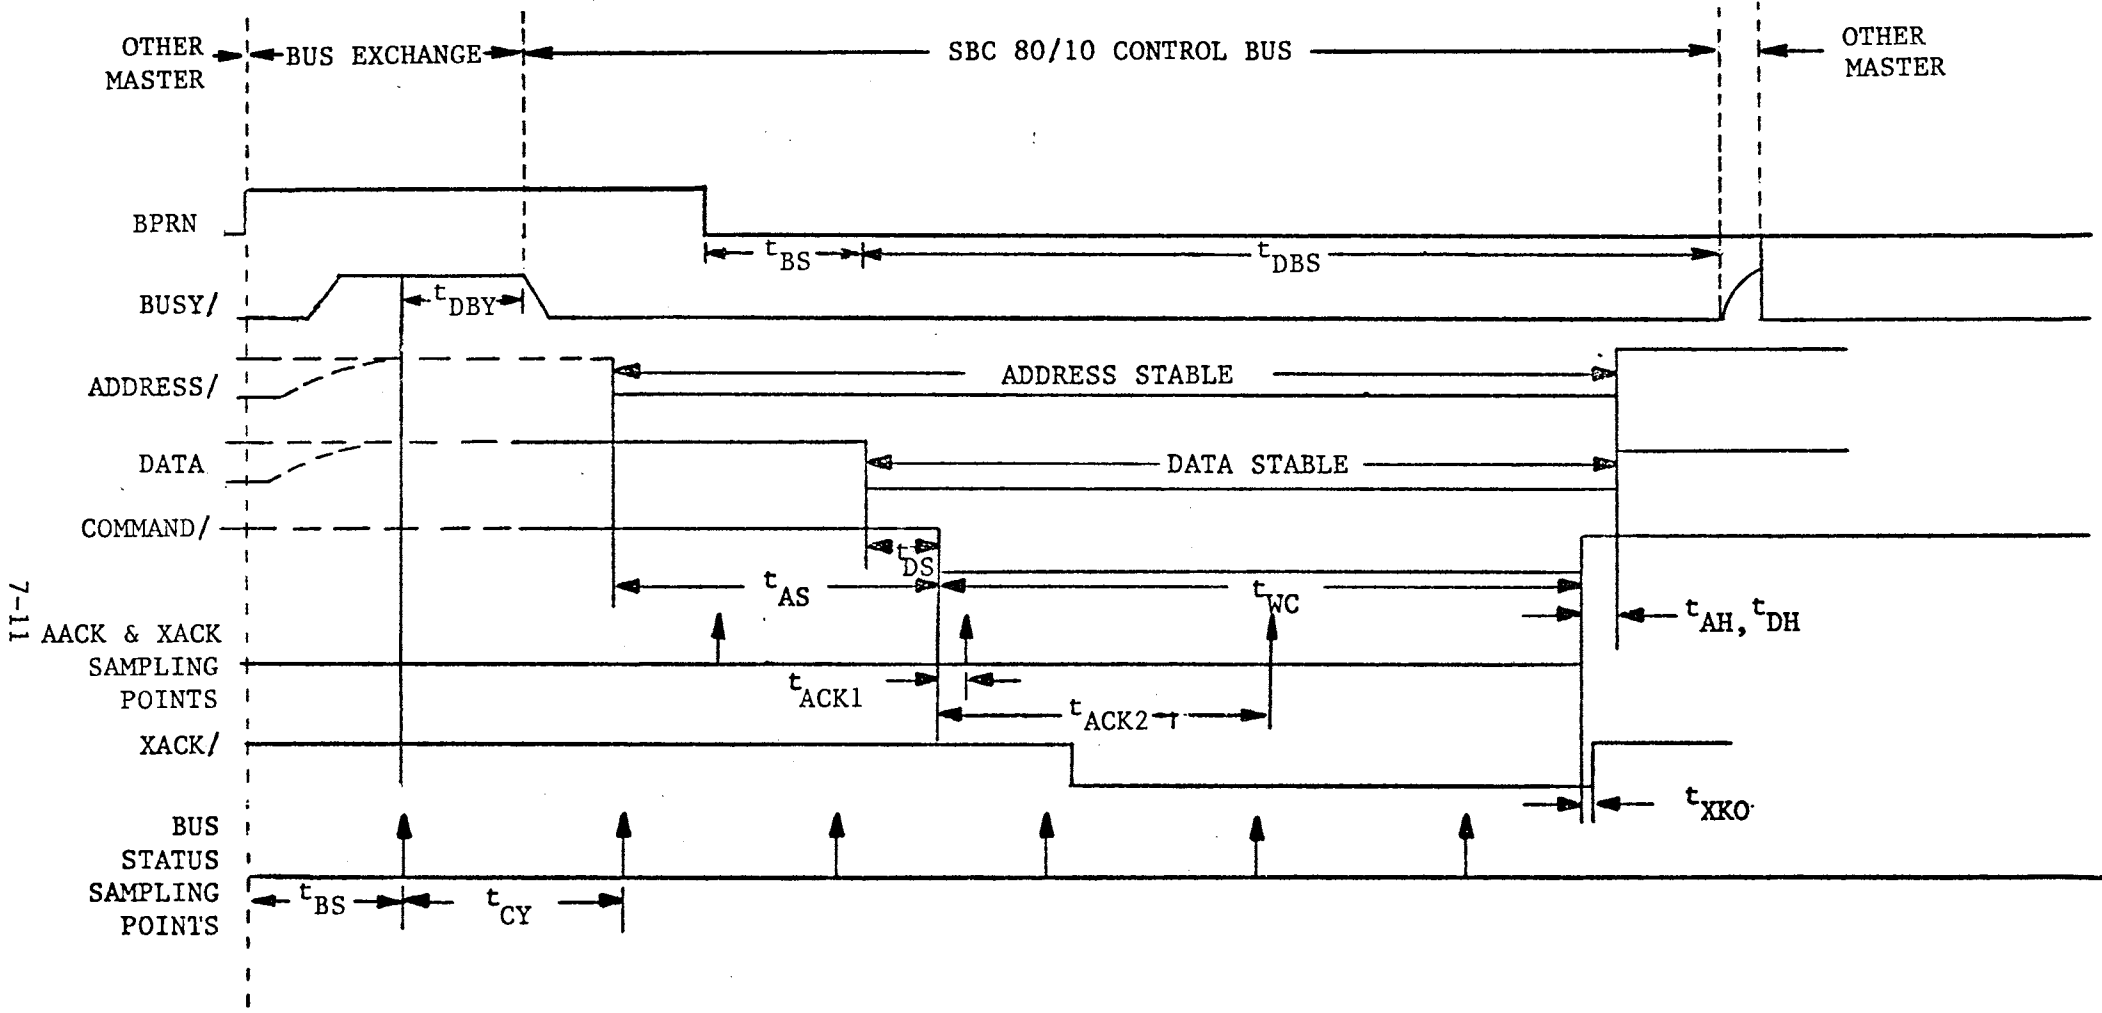 OTHER
MASTER
BUS EXCHANGE
SBC 80/10 CONTROL BUS
OTHER
MASTER
BPRN
tBS
tDBS
BUSY/
tDBY
ADDRESS/
ADDRESS STABLE
DATA
DATA STABLE
COMMAND/
tDS
tAS
tWC
tAH, tDH
7-11
AACK & XACK
SAMPLING
POINTS
tACK1
tACK2
XACK/
tXKO
BUS
STATUS
SAMPLING
POINTS
tBS
tCY